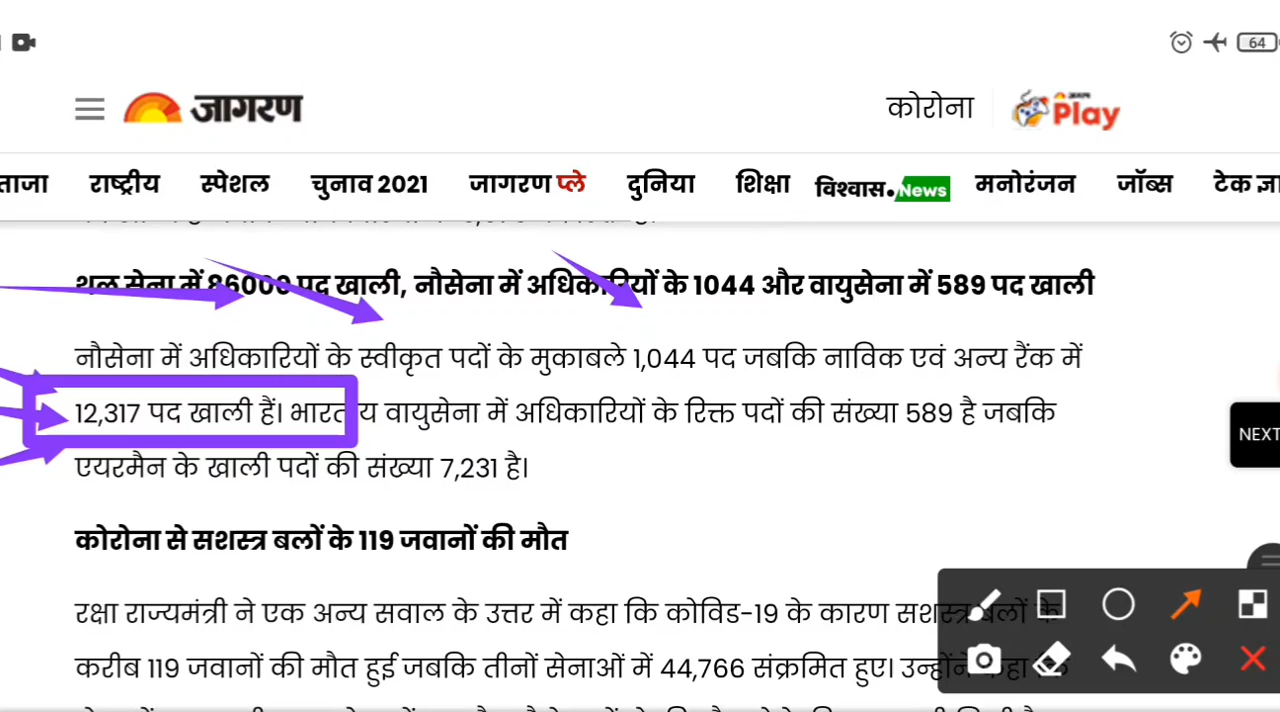 64
जागरण
कोरोना
Play
ताजा राष्ट्रीय स्पेशल चुनाव 2021 जागरण प्ले दुनिया शिक्षा विश्वास.News मनोरंजन जॉब्स टेक
थल सेना में 86000 पद खाली, नौसेना में अधिकारियों के 1044 और वायुसेना में 589 पद खाली
नौसेना में अधिकारियों के स्वीकृत पदों के मुकाबले 1,044 पद जबकि नाविक एवं अन्य रैंक में
12,317 पद खाली हैं। भारतीय वायुसेना में अधिकारियों के रिक्त पदों की संख्या 589 है जबकि
एयरमैन के खाली पदों की संख्या 7,231 है।
NEXT
कोरोना से सशस्त्र बलों के 119 जवानों की मौत
रक्षा राज्यमंत्री ने एक अन्य सवाल के उत्तर में कहा कि कोविड-19 के कारण सशस्त्र बलों के
करीब 119 जवानों की मौत हुई जबकि तीनों सेनाओं में 44,766 संक्रमित हुए। उन्होंने कहा कि